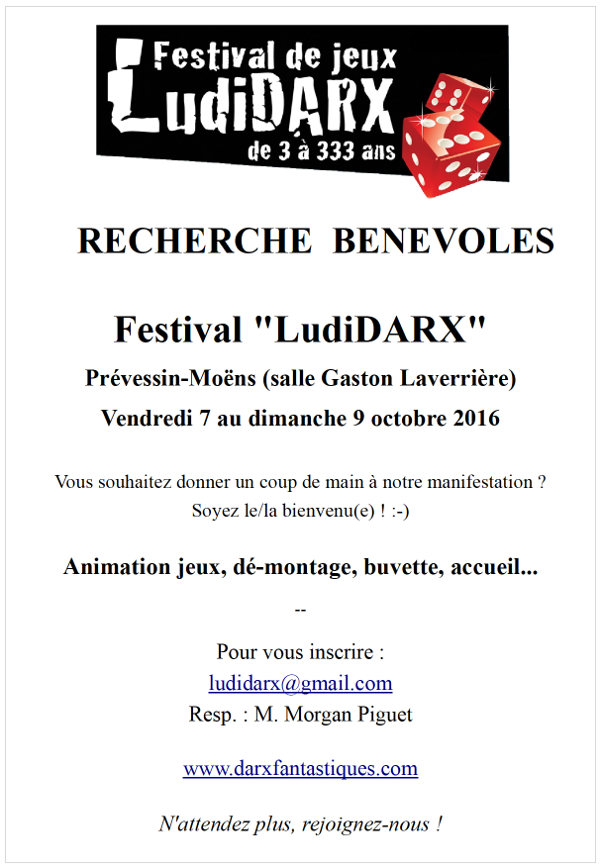 Festival de jeux
LudiDARX
de 3 à 333 ans
RECHERCHE BENEVOLES
Festival "LudiDARX"
Prévessin-Moëns (salle Gaston Laverrière)
Vendredi 7 au dimanche 9 octobre 2016
Vous souhaitez donner un coup de main à notre manifestation ?
Soyez le/la bienvenu(e) ! :-)
Animation jeux, dé-montage, buvette, accueil...
--
Pour vous inscrire :
ludidarx@gmail.com
Resp. : M. Morgan Piguet
www.darxfantastiques.com
N'attendez plus, rejoignez-nous !